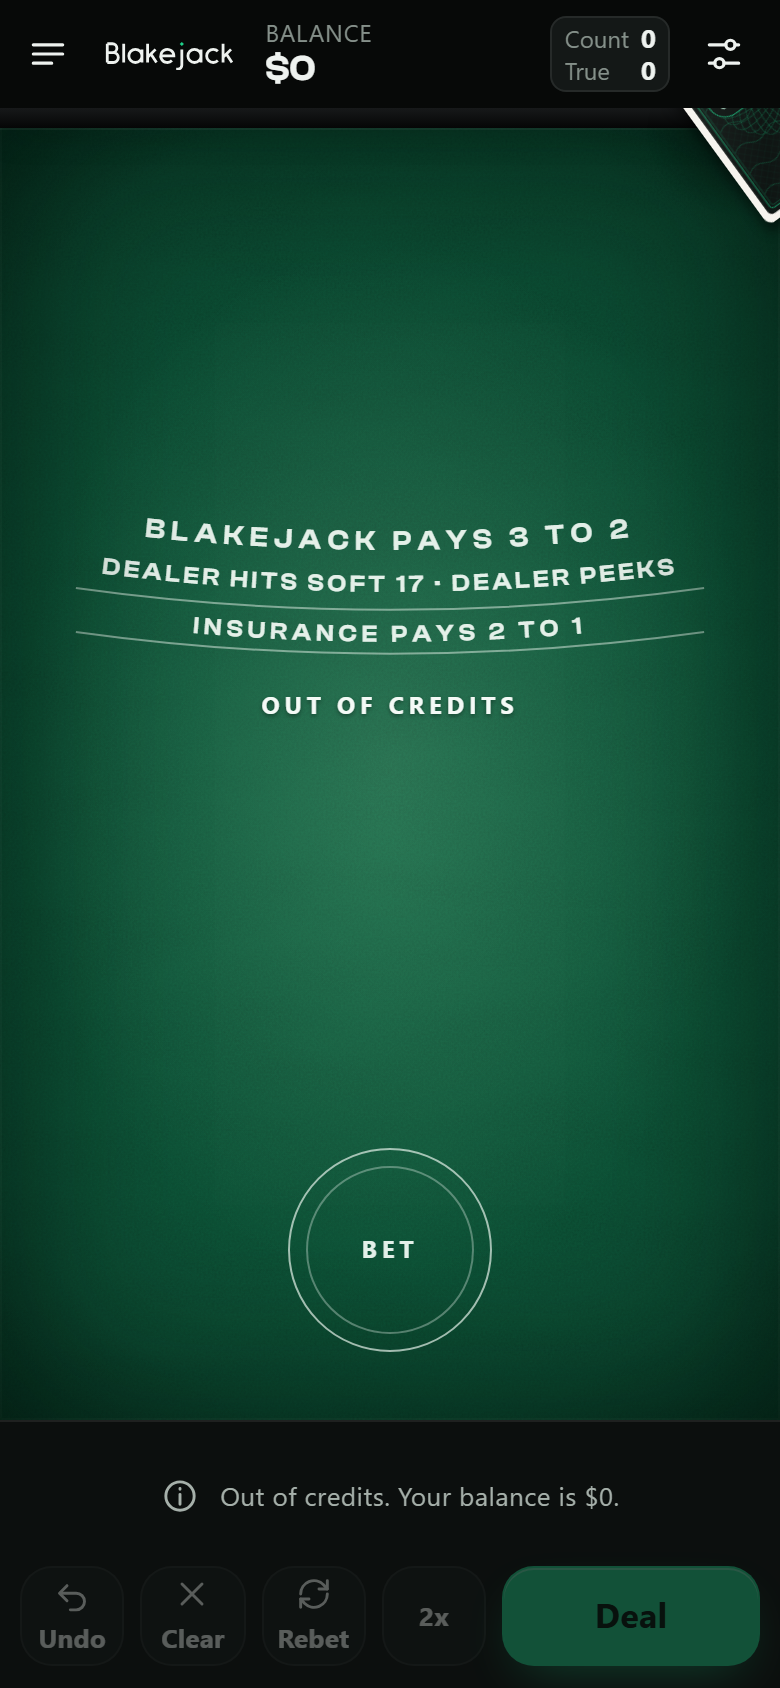 Blakejack
BALANCE
$0
Count 0
True 0
BLAKEJACK PAYS 3 TO 2
DEALER HITS SOFT 17 · DEALER PEEKS
INSURANCE PAYS 2 TO 1
OUT OF CREDITS
BET
Out of credits. Your balance is $0.
Undo
Clear
Rebet
2x
Deal